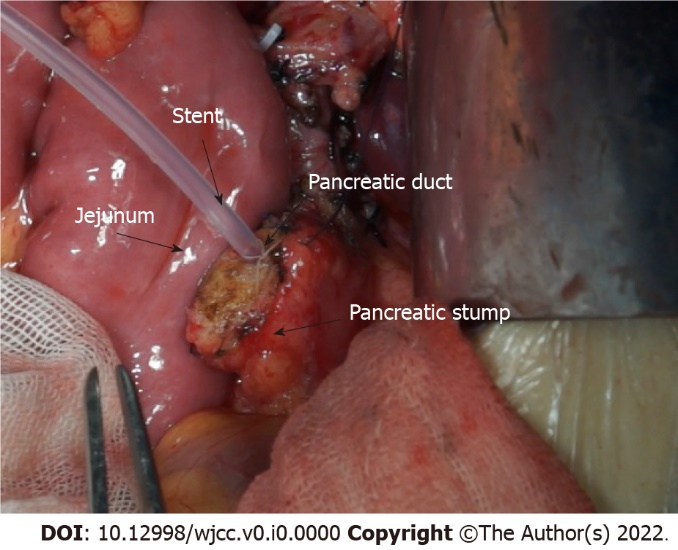 Stent
Pancreatic duct
Jejunum
Pancreatic stump
DOI: 10.12998/wjcc.v0.i0.0000 Copyright ©The Author(s) 2022.